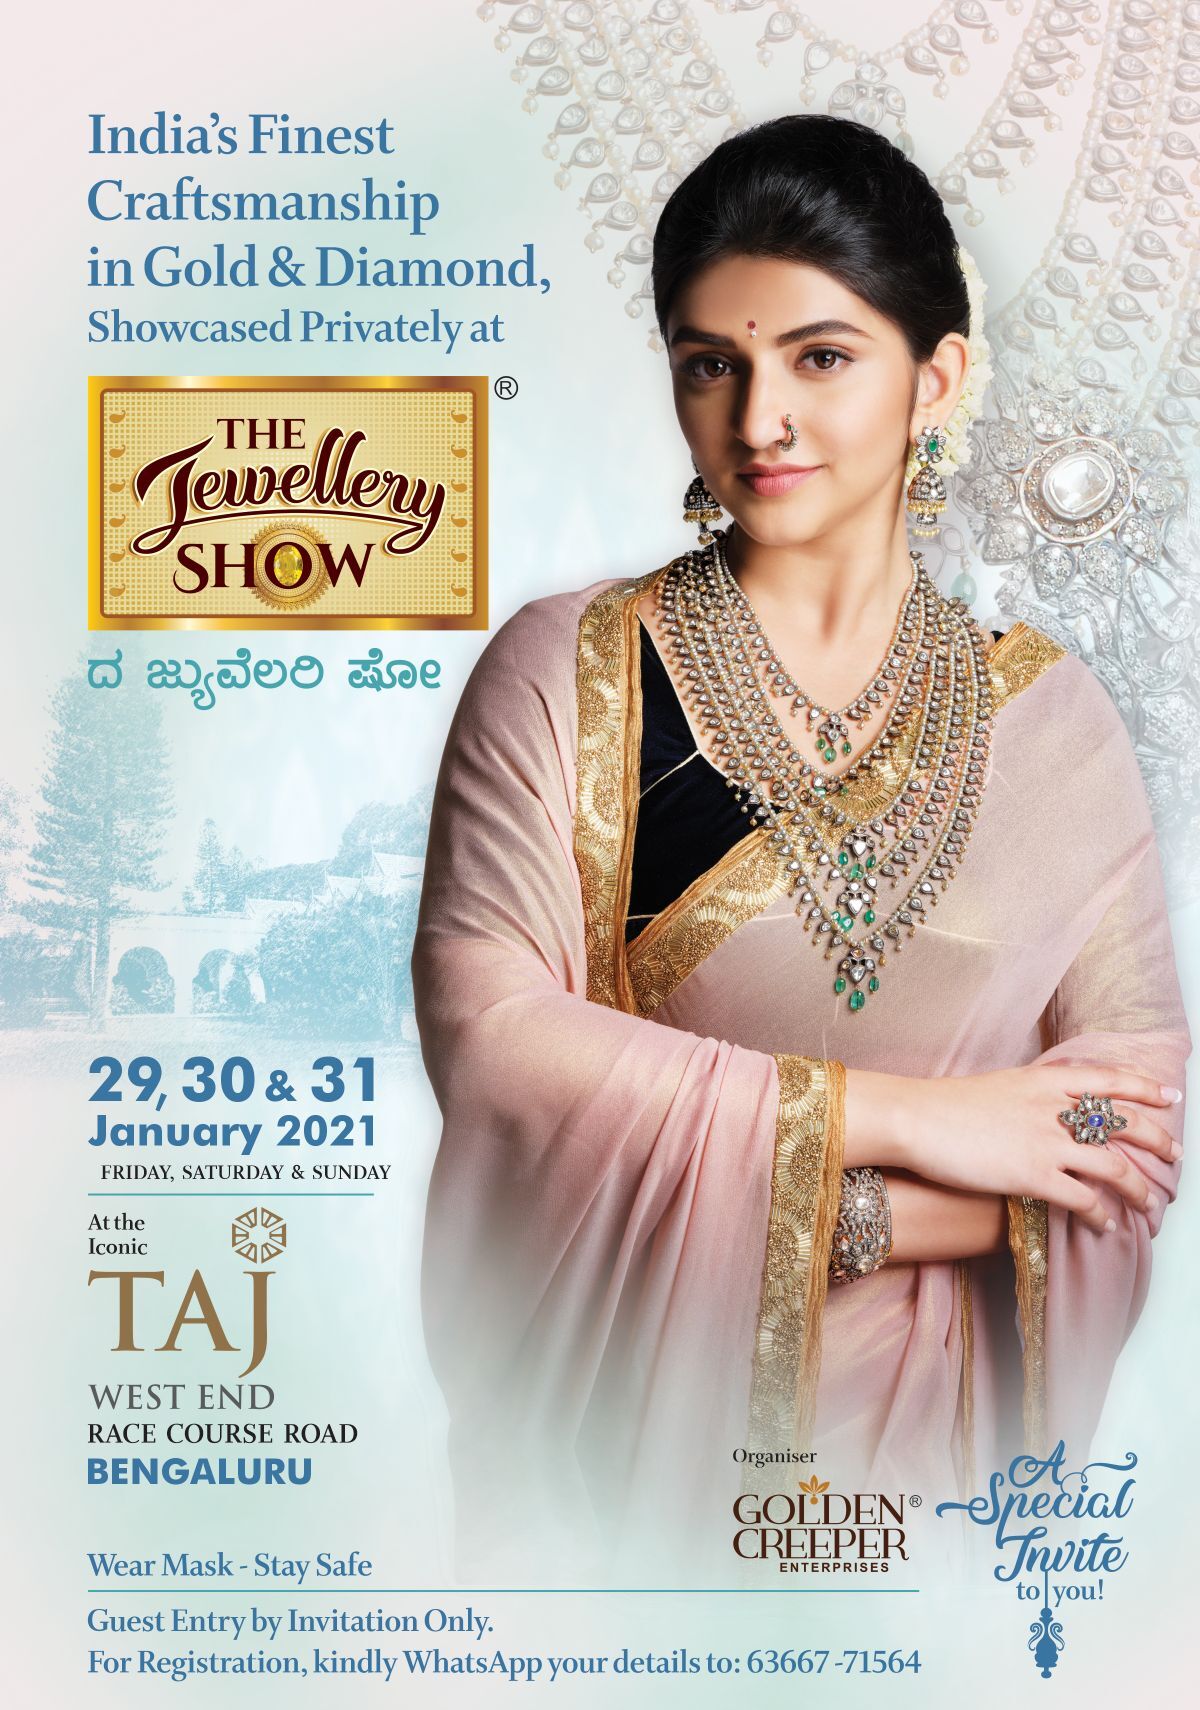 India's Finest
Craftsmanship
in Gold & Diamond,
Showcased Privately at
THE
Jewellery
SHOW
®
ದ ಜ್ಯುವೆಲರಿ ಷೋ
29, 30 & 31
January 2021
FRIDAY, SATURDAY & SUNDAY
At the
Iconic
TAJ
WEST END
RACE COURSE ROAD
BENGALURU
Organiser
GOLDEN®
CREEPER
ENTERPRISES
A
Special
Invite
to you!
Wear Mask - Stay Safe
Guest Entry by Invitation Only.
For Registration, kindly WhatsApp your details to: 63667 -71564